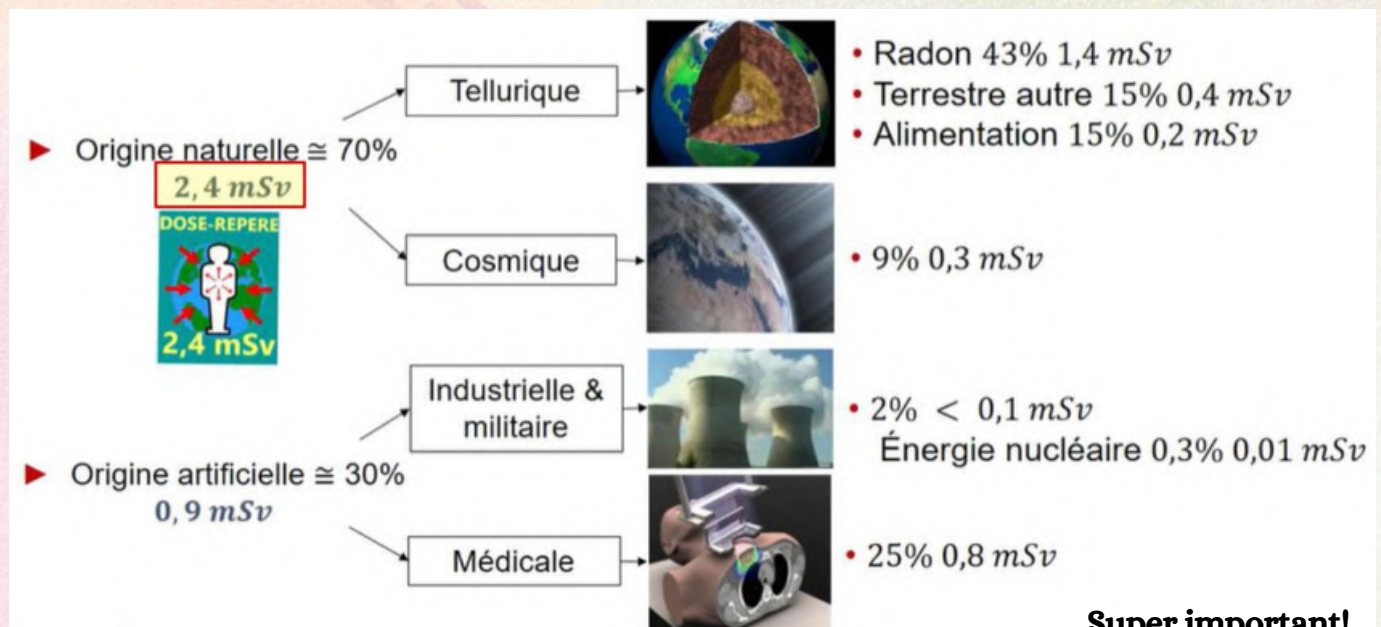 Tellurique
• Radon 43% 1,4 mSv
• Terrestre autre 15% 0,4 mSv
• Alimentation 15% 0,2 mSv
► Origine naturelle ≅ 70%
2,4 mSv
DOSE-REPERE
2,4 mSv
Cosmique
• 9% 0,3 mSv
Industrielle &
militaire
• 2% < 0,1 mSv
Énergie nucléaire 0,3% 0,01 mSv
► Origine artificielle ≅ 30%
0,9 mSv
Médicale
• 25% 0,8 mSv
Super important!